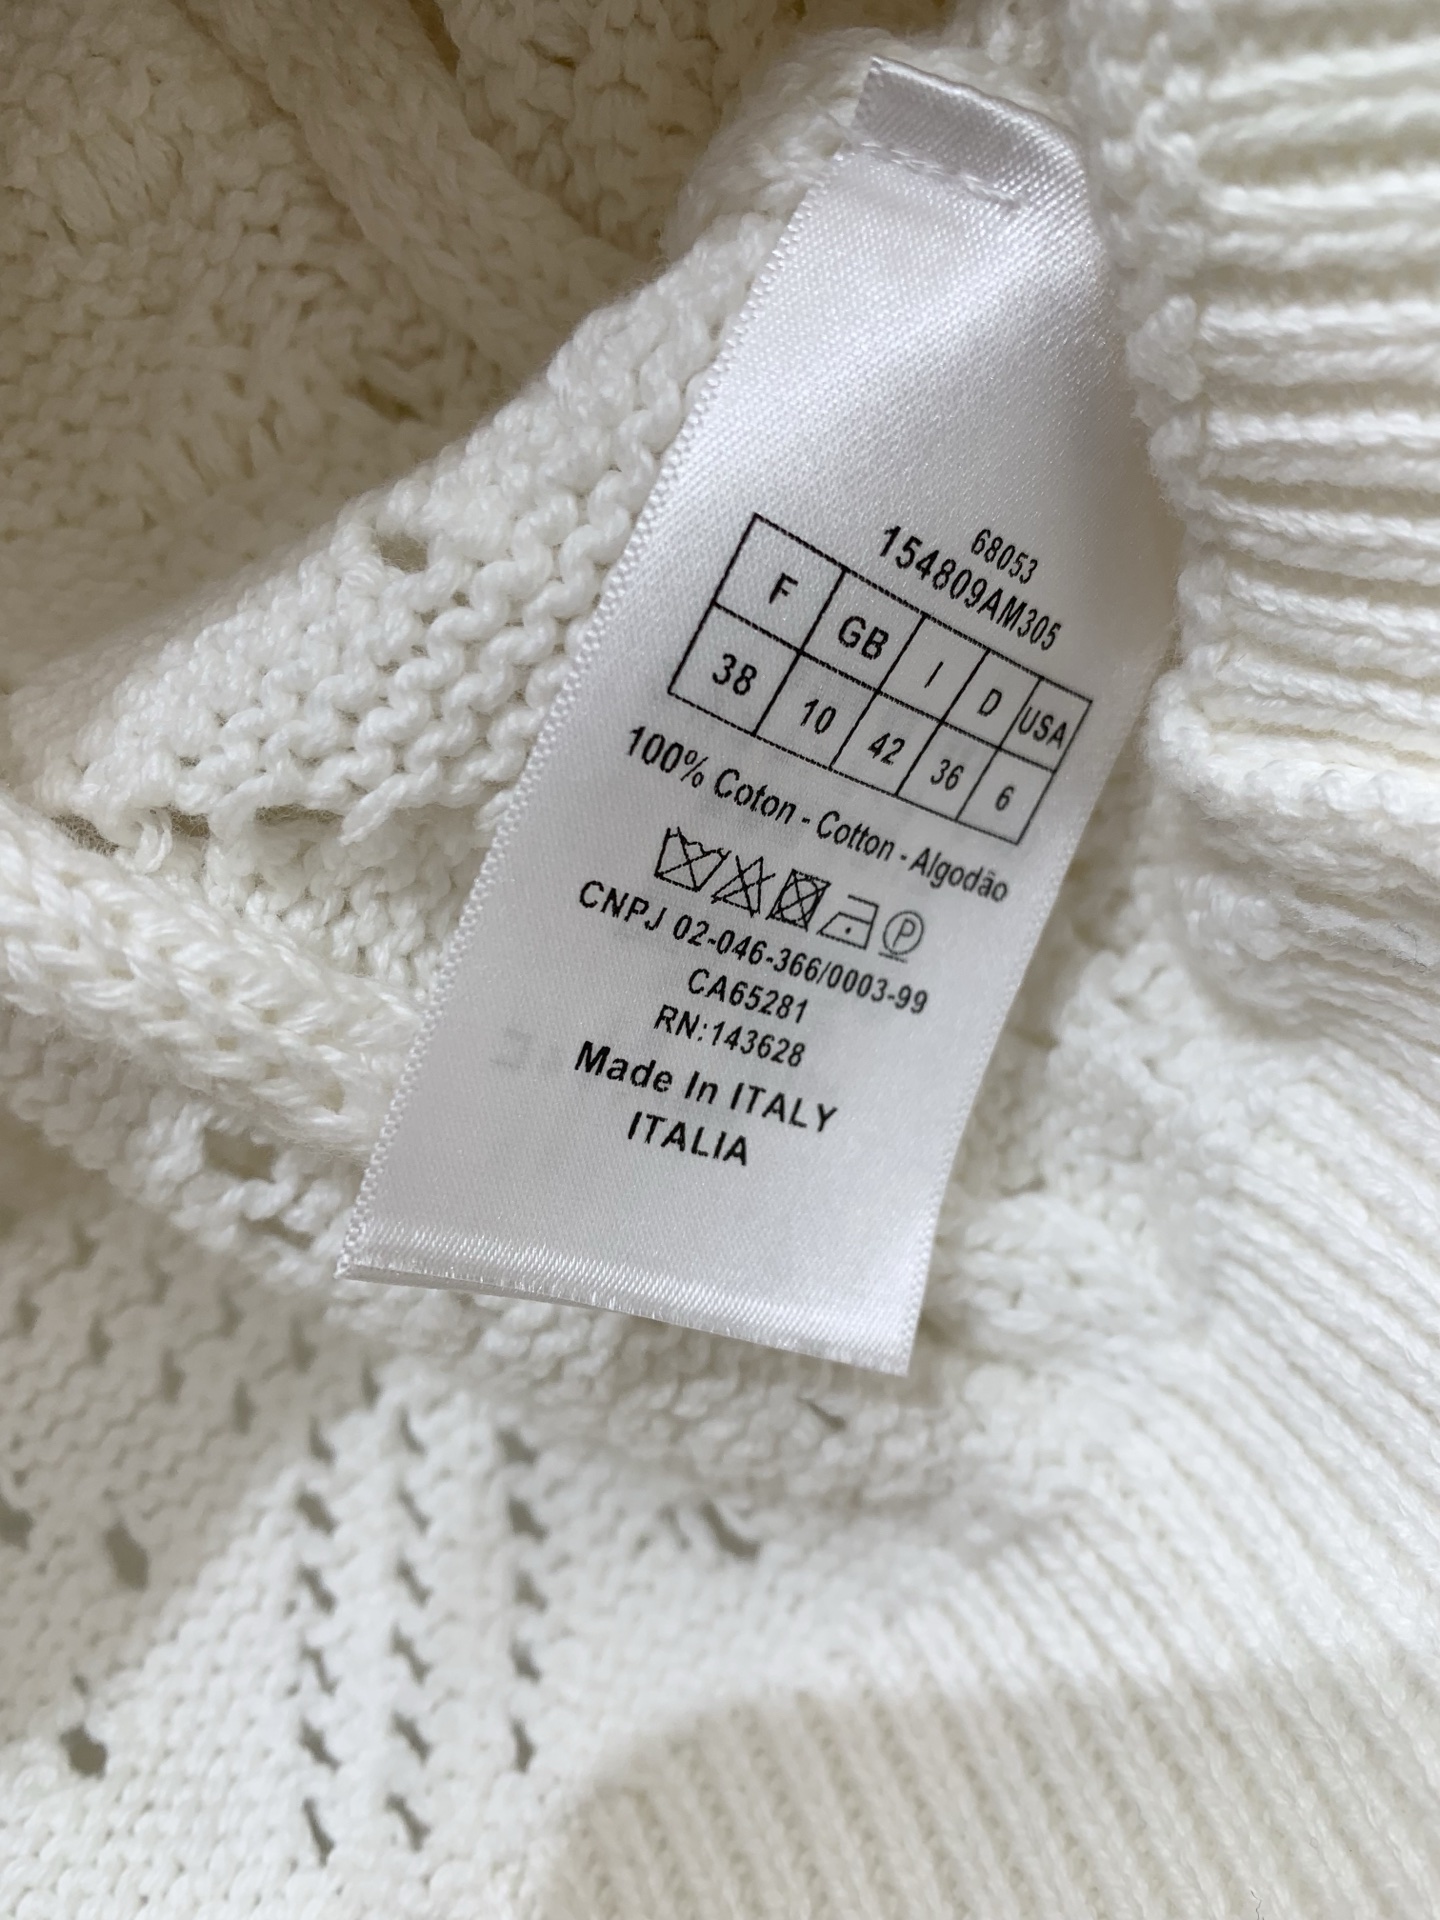 68053
154809AM305
F GB I D USA
38 10 42 36 6
100% Coton - Cotton - Algodão
P
CNPJ 02-046-366/0003-99
CA65281
RN:143628
Made In ITALY
ITALIA